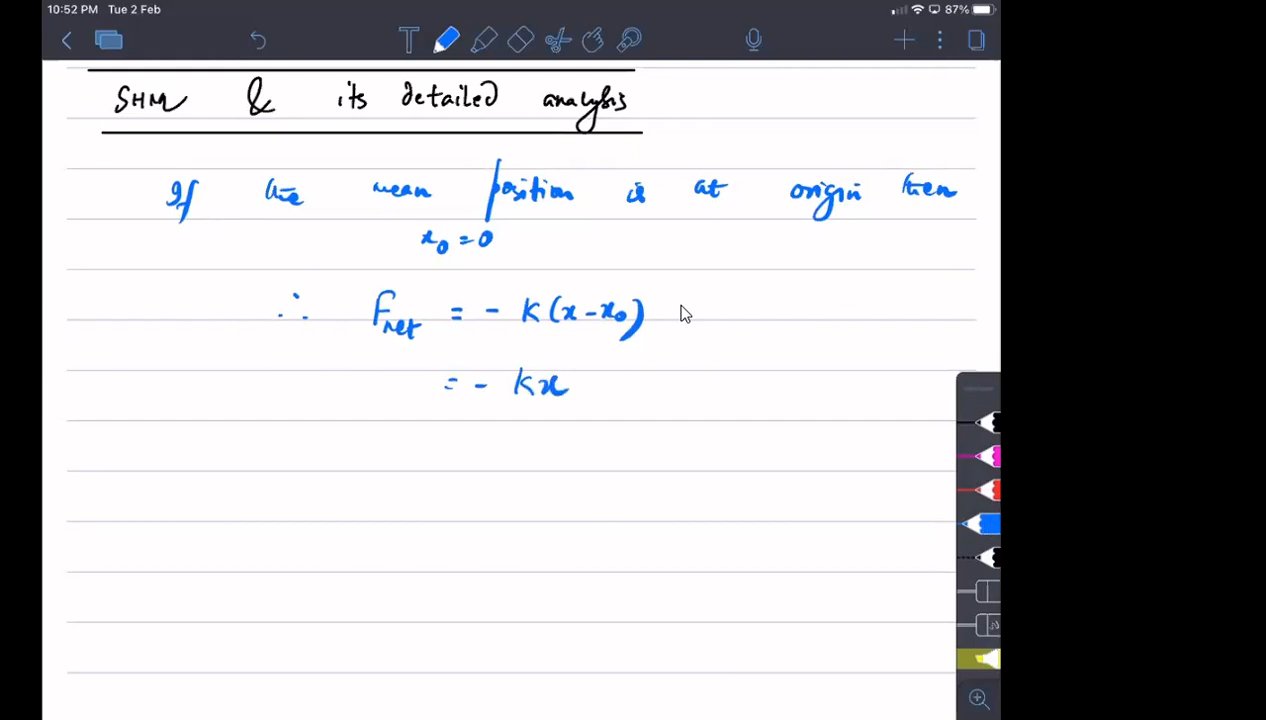 10:52 PM Tue 2 Feb 87%
T
SHM & its detailed analysis
If the mean position is at origin then
x₀ = 0
∴ Fnet = - K(x - x₀)
= - Kx